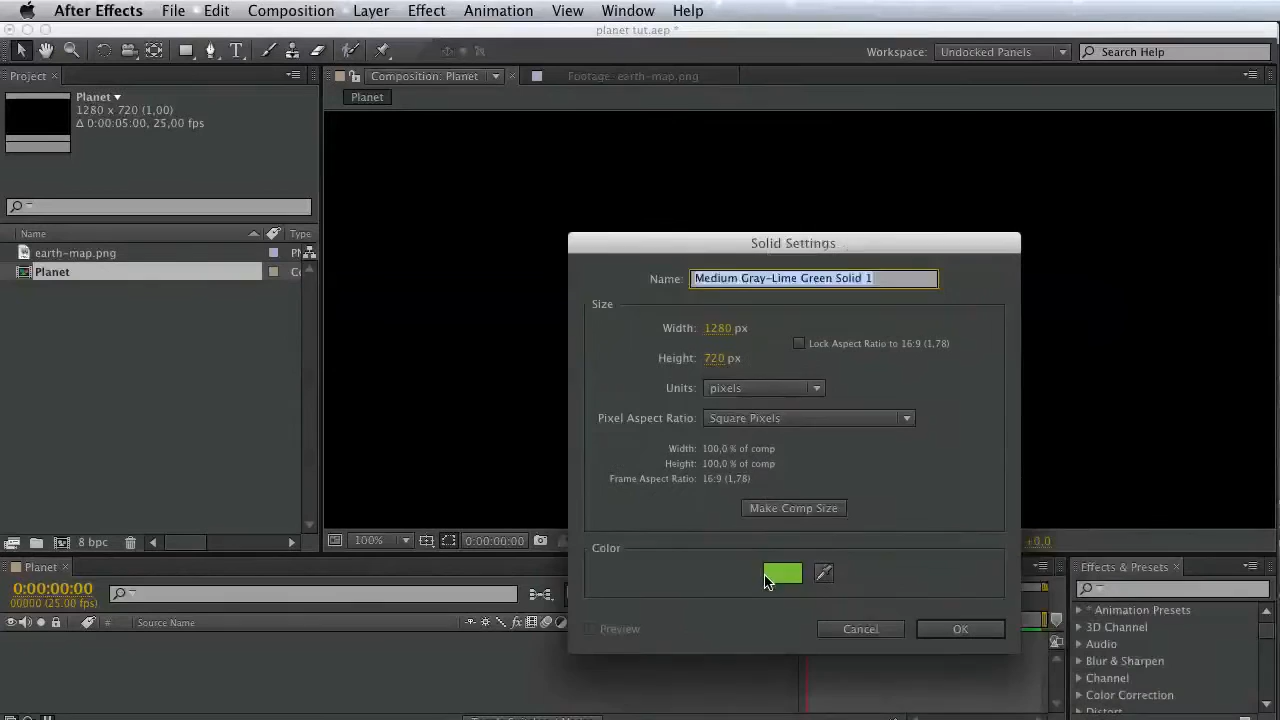 After Effects File Edit Composition Layer Effect Animation View Window Help
planet tut.aep *
Workspace: Undocked Panels Search Help
Project × Composition: Planet × Footage: earth-map.png
Planet
1280 x 720 (1,00)
Δ 0:00:05:00, 25,00 fps
Planet
Name Type
earth-map.png
Planet
Solid Settings
Name: Medium Gray-Lime Green Solid 1
Size
Width: 1280 px
Lock Aspect Ratio to 16:9 (1,78)
Height: 720 px
Units: pixels
Pixel Aspect Ratio: Square Pixels
Width: 100,0 % of comp
Height: 100,0 % of comp
Frame Aspect Ratio: 16:9 (1,78)
Make Comp Size
Color
Preview Cancel OK
8 bpc 100% 0:00:00:00 +0,0
Planet ×
0:00:00:00
00000 (25.00 fps)
Source Name
Effects & Presets ×
* Animation Presets
3D Channel
Audio
Blur & Sharpen
Channel
Color Correction